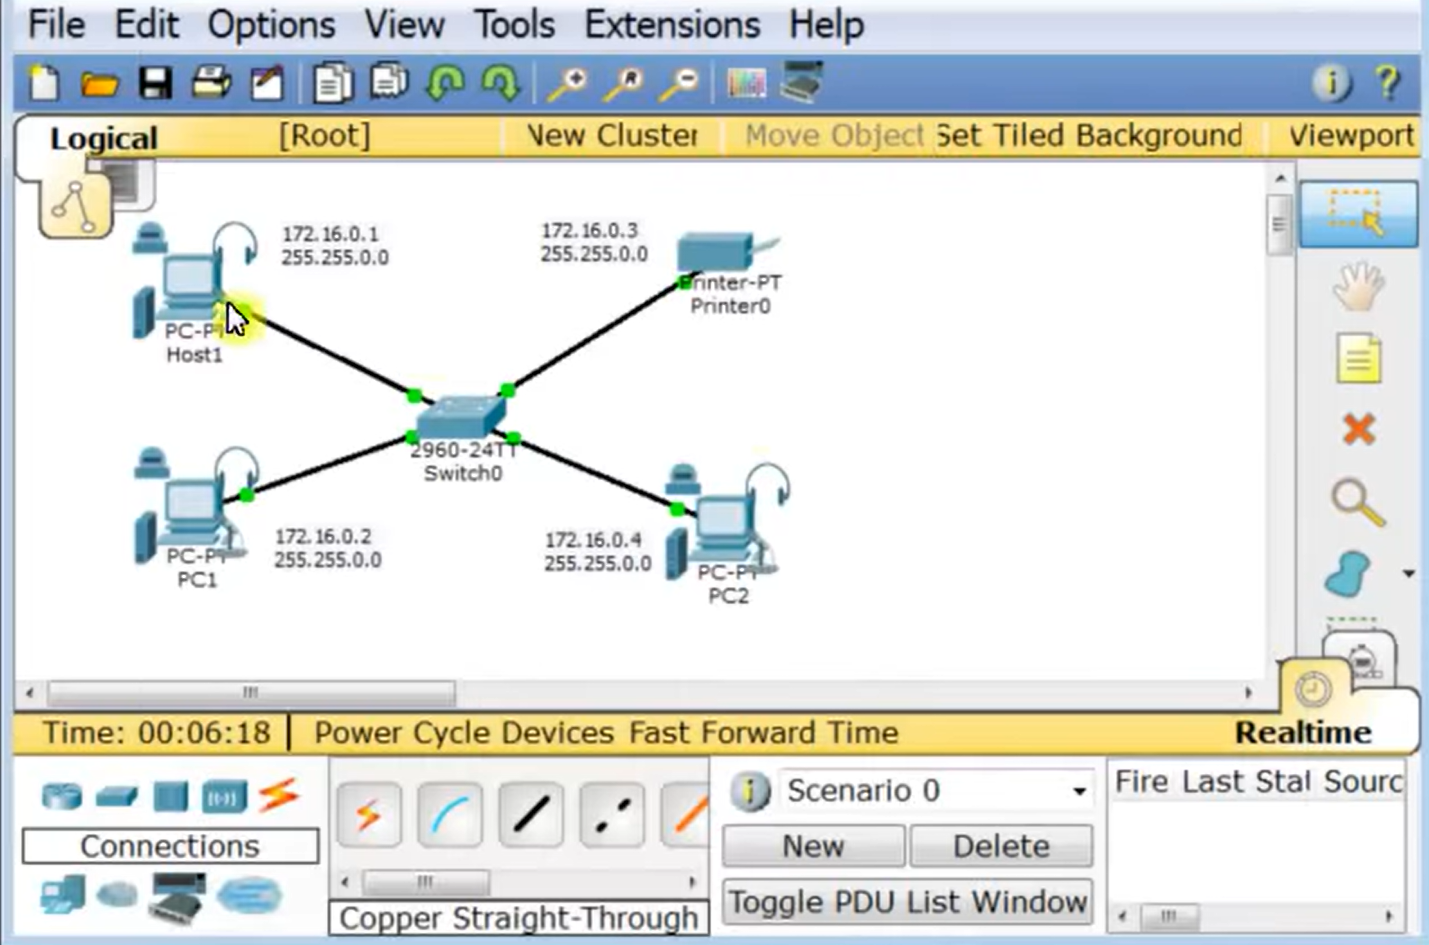 File Edit Options View Tools Extensions Help
Logical [Root] New Cluster Move Object Set Tiled Background Viewport
172.16.0.1
255.255.0.0
172.16.0.3
255.255.0.0
Printer-PT
Printer0
PC-PT
Host1
2960-24TT
Switch0
172.16.0.2
255.255.0.0
PC-PT
PC1
172.16.0.4
255.255.0.0
PC-PT
PC2
Time: 00:06:18 Power Cycle Devices Fast Forward Time Realtime
Scenario 0
Fire Last Stat Sourc
Connections
New Delete
Toggle PDU List Window
Copper Straight-Through